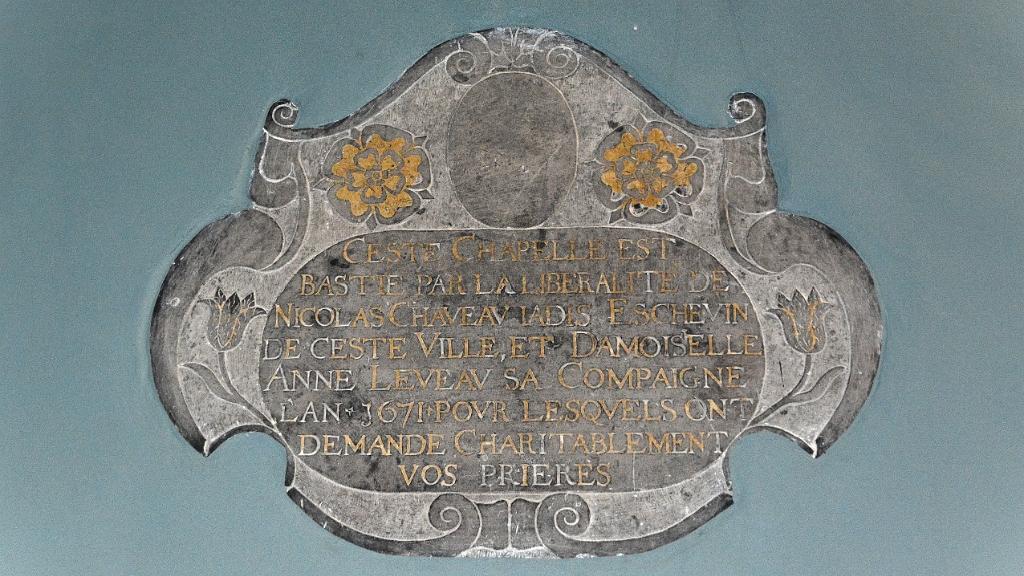 CESTE CHAPELLE EST
BASTIE PAR LA LIBERALITE DE
NICOLAS CHAVEAV IADIS ESCHEVIN
DE CESTE VILLE, ET DAMOISELLE
ANNE LEVEAV SA COMPAIGNE
LAN · 1671 · POVR LESQVELS ONT
DEMANDE CHARITABLEMENT
VOS PRIERES